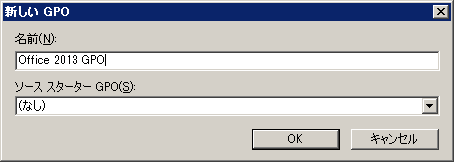 新しい GPO
名前(N):
Office 2013 GPO
ソース スターター GPO(S):
(なし)
OK
キャンセル